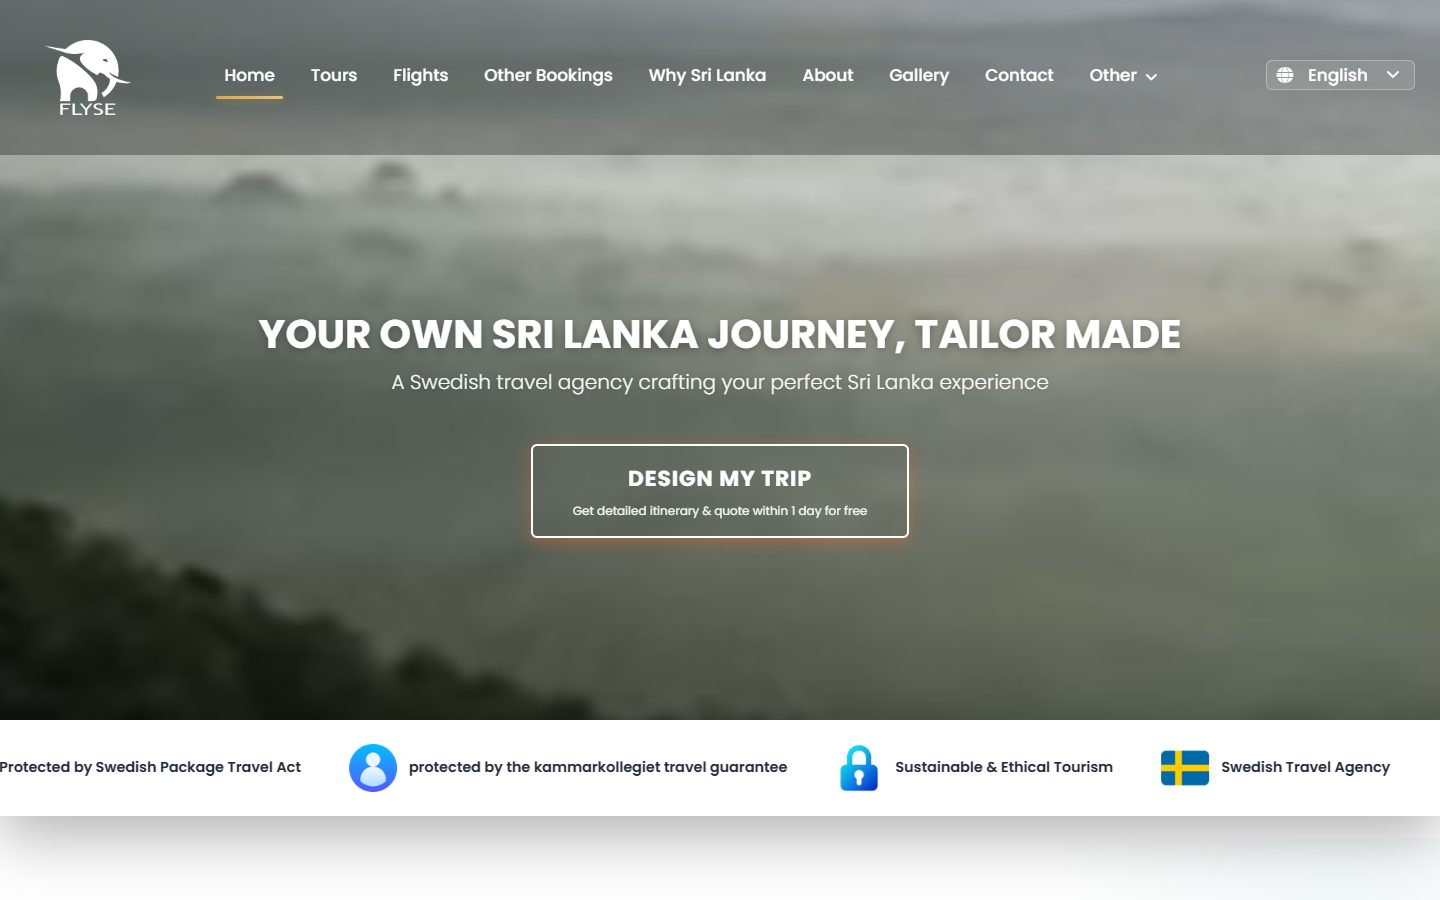 FLYSE
Home
Tours
Flights
Other Bookings
Why Sri Lanka
About
Gallery
Contact
Other
English
YOUR OWN SRI LANKA JOURNEY, TAILOR MADE
A Swedish travel agency crafting your perfect Sri Lanka experience
DESIGN MY TRIP
Get detailed itinerary & quote within 1 day for free
Protected by Swedish Package Travel Act
protected by the kammarkollegiet travel guarantee
Sustainable & Ethical Tourism
Swedish Travel Agency